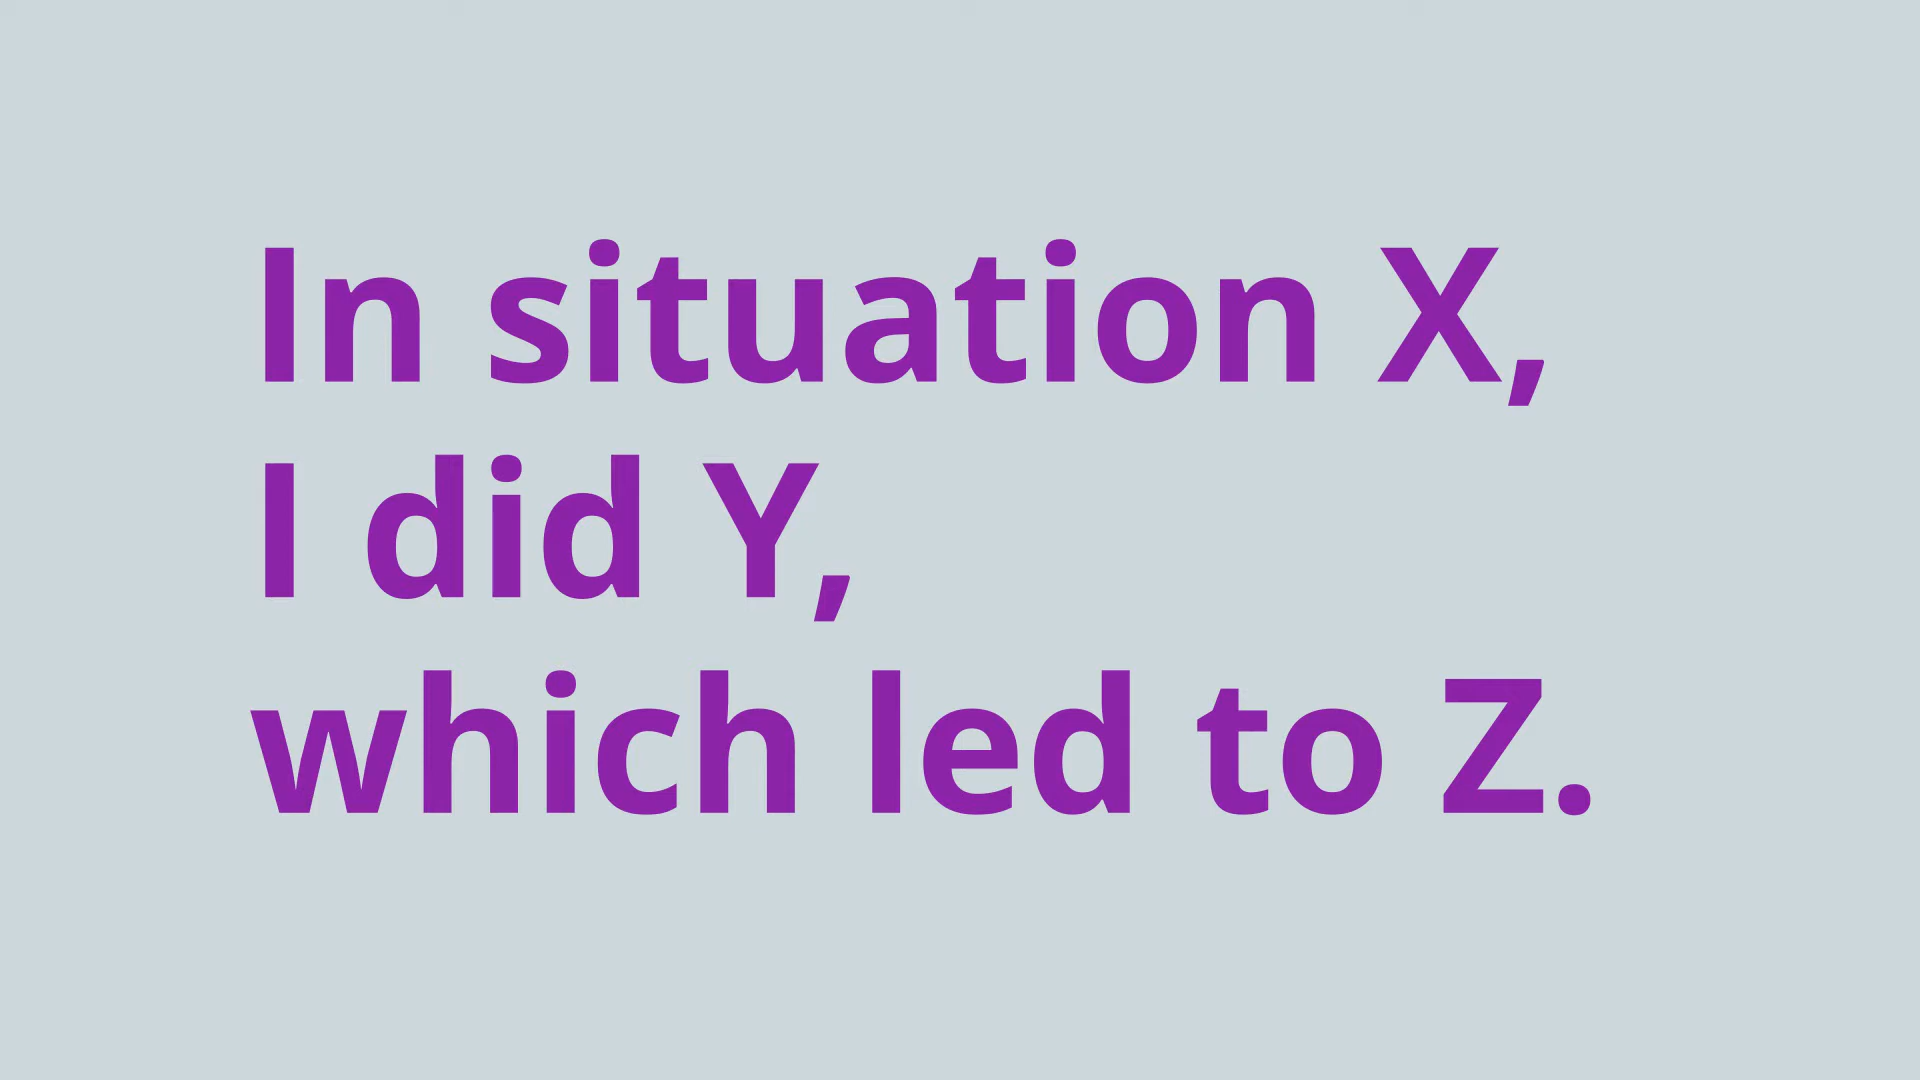 In situation X,
I did Y,
which led to Z.